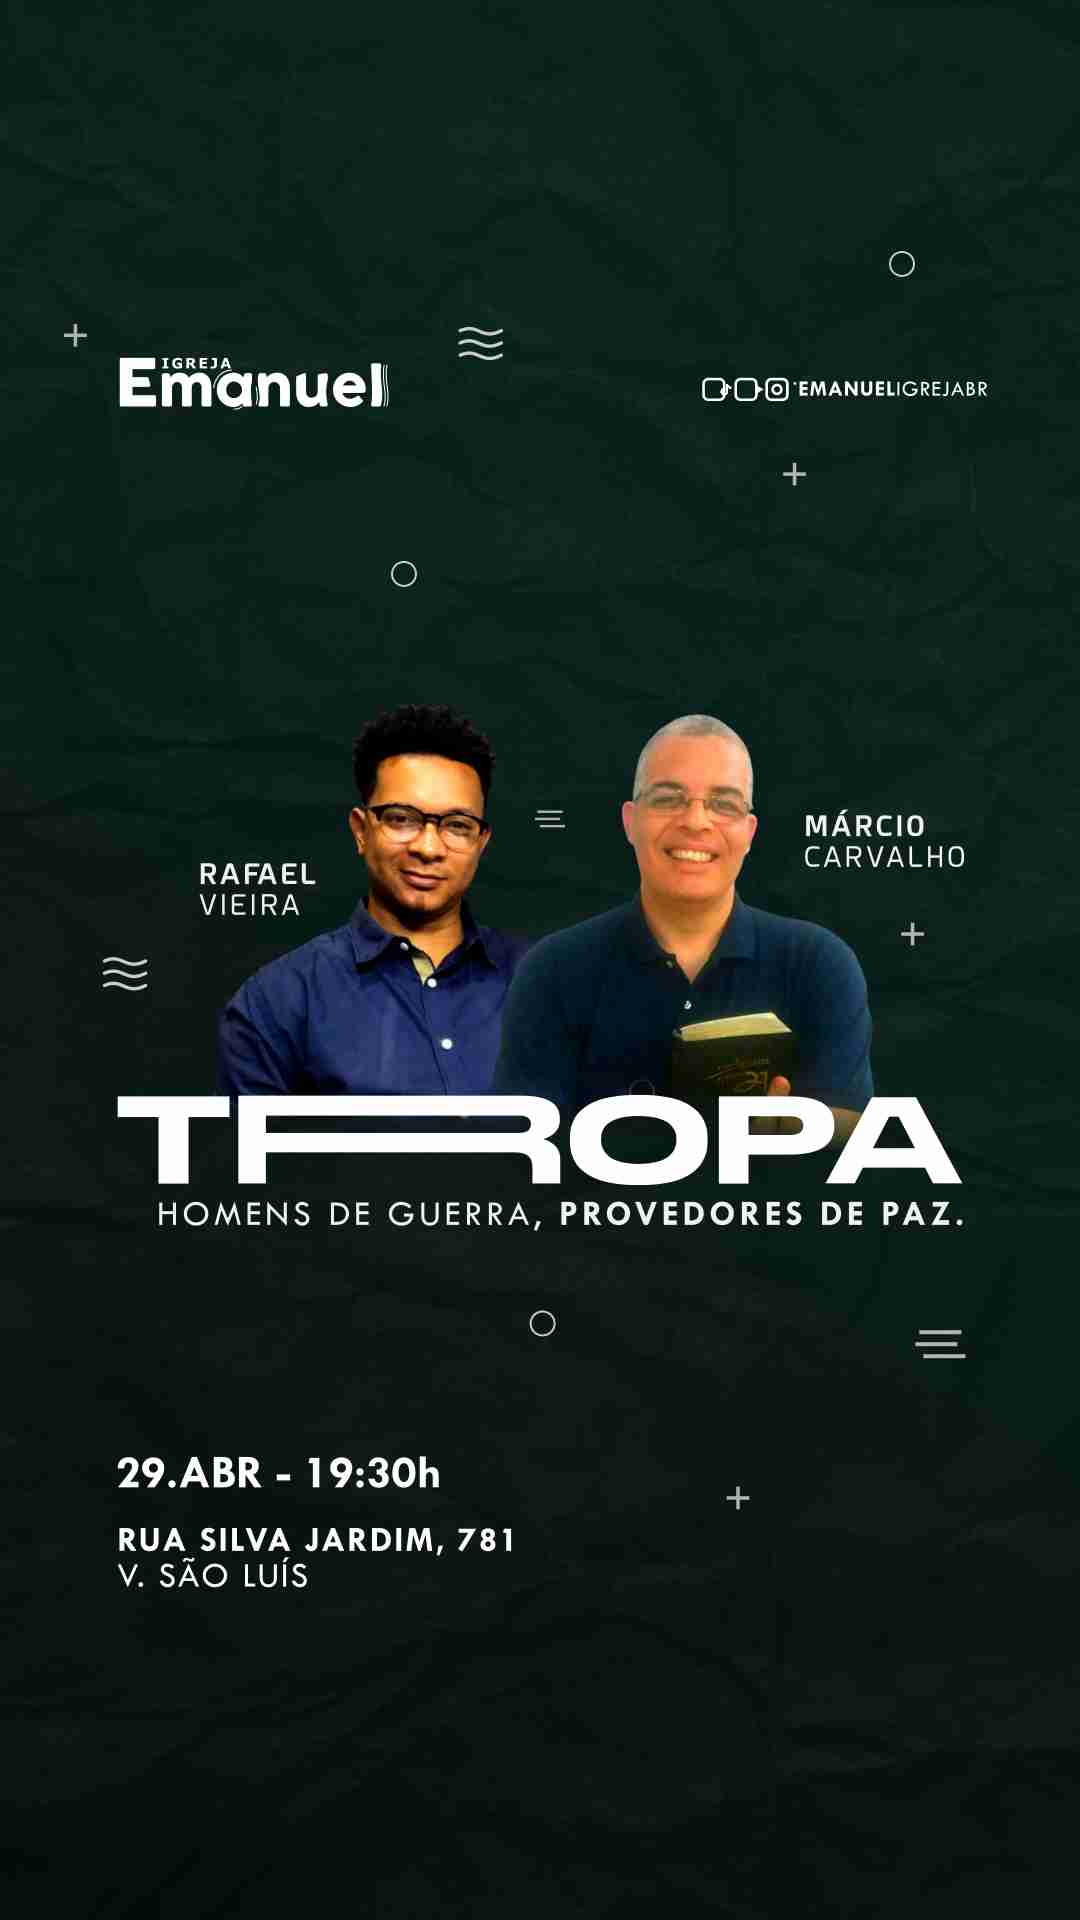 IGREJA
Emanuel
EMANUELIGREJABR
MÁRCIO
CARVALHO
RAFAEL
VIEIRA
TROPA
HOMENS DE GUERRA, PROVEDORES DE PAZ.
29.ABR - 19:30h
RUA SILVA JARDIM, 781
V. SÃO LUÍS